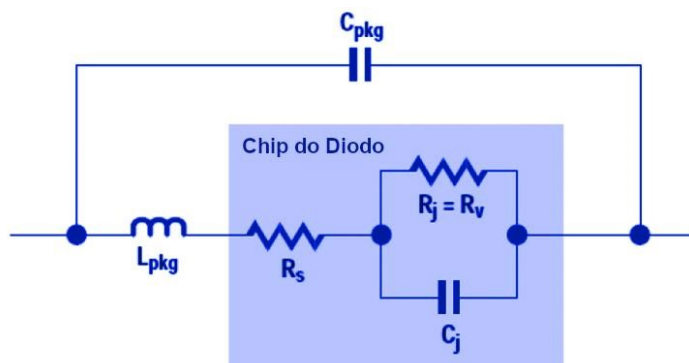 Cpkg
Chip do Diodo
Rj = Rv
Lpkg
Rs
Cj